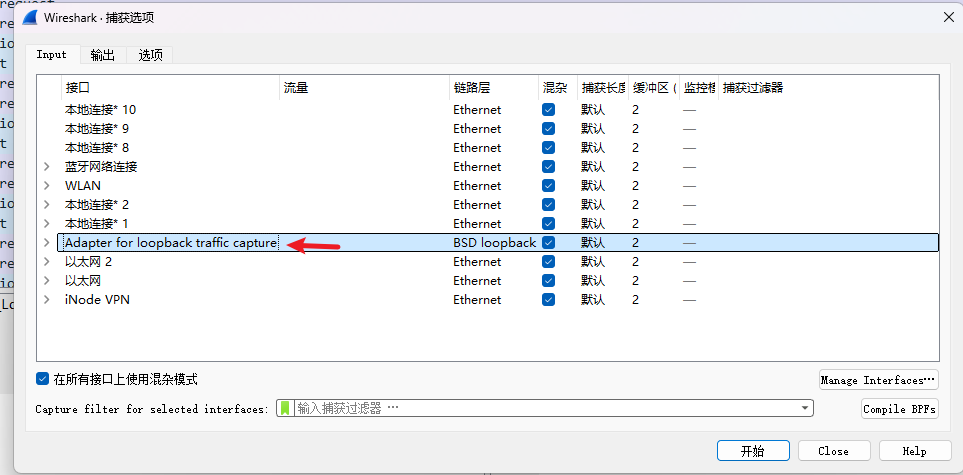 Wireshark · 捕获选项
Input 输出 选项
接口 流量 链路层 混杂 捕获长度 缓冲区 ( 监控模 捕获过滤器
本地连接* 10 Ethernet 默认 2 —
本地连接* 9 Ethernet 默认 2 —
本地连接* 8 Ethernet 默认 2 —
蓝牙网络连接 Ethernet 默认 2 —
WLAN Ethernet 默认 2 —
本地连接* 2 Ethernet 默认 2 —
本地连接* 1 Ethernet 默认 2 —
Adapter for loopback traffic capture BSD loopback 默认 2 —
以太网 2 Ethernet 默认 2 —
以太网 Ethernet 默认 2 —
iNode VPN Ethernet 默认 2 —
在所有接口上使用混杂模式
Manage Interfaces…
Capture filter for selected interfaces: 输入捕获过滤器 …
Compile BPFs
开始 Close Help